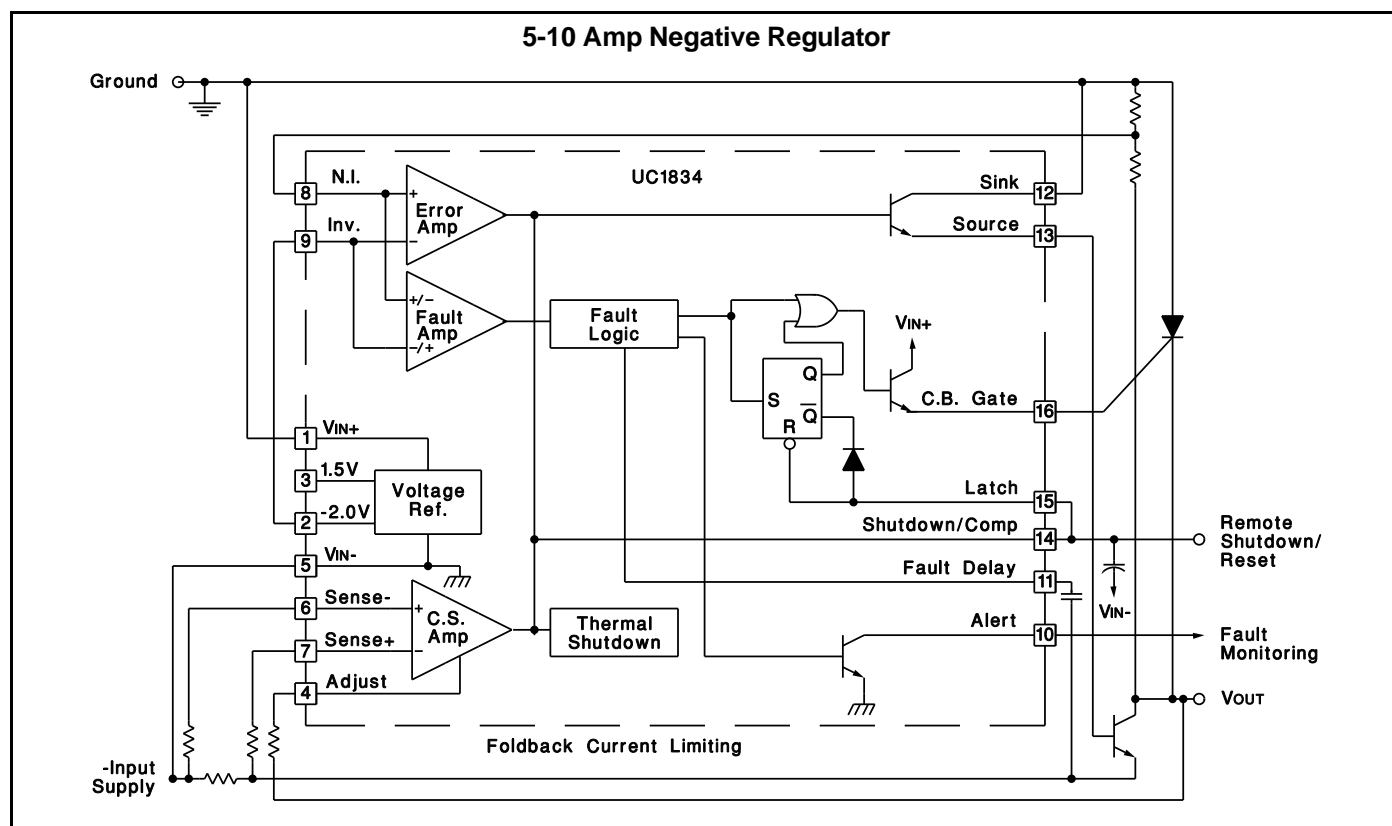 5-10 Amp Negative Regulator
Ground
UC1834
N.I.
8
+
Error
Amp
Inv.
9
−
Sink
12
Source
13
+/−
Fault
Amp
−/+
Fault
Logic
VIN+
Q
S
Q
R
C.B. Gate
16
1
VIN+
3
1.5V
2
-2.0V
Voltage
Ref.
Latch
15
Shutdown/Comp
14
Remote
Shutdown/
Reset
5
VIN-
Fault Delay
11
VIN-
6
Sense-
+
C.S.
Amp
7
Sense+
−
Thermal
Shutdown
Alert
10
Fault
Monitoring
4
Adjust
VOUT
Foldback Current Limiting
-Input
Supply